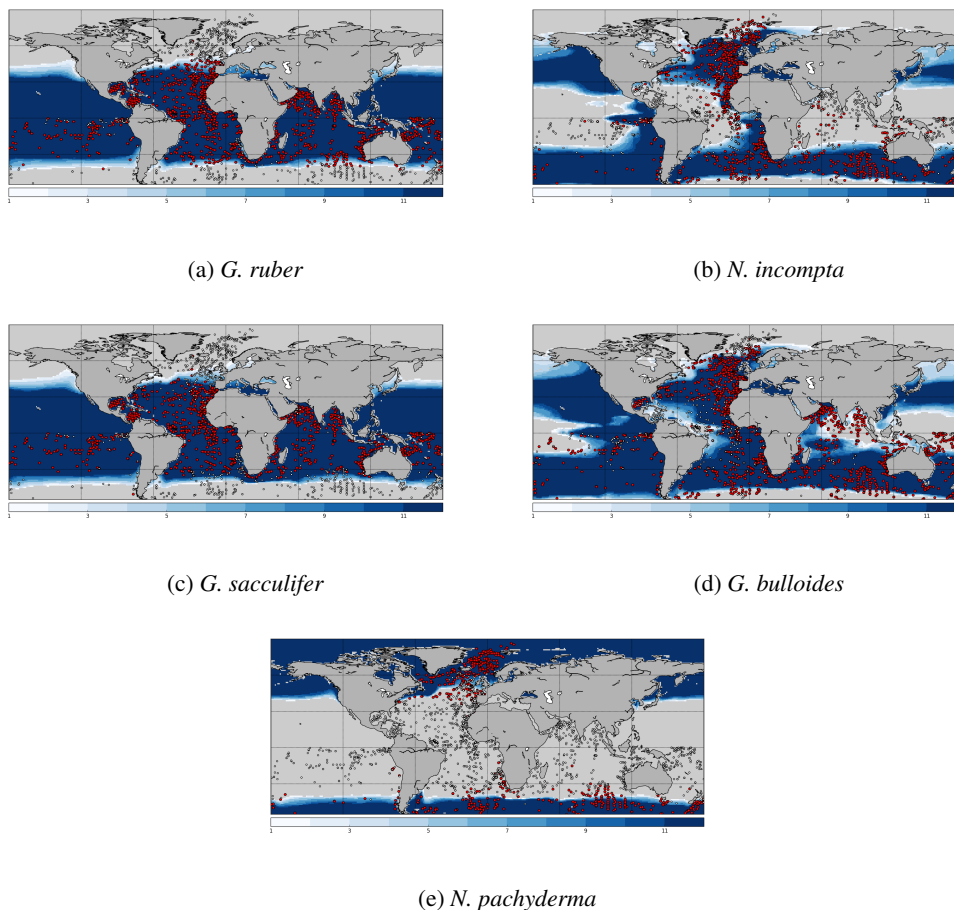 1 3 5 7 9 11
1 3 5 7 9 11
(a) G. ruber
(b) N. incompta
1 3 5 7 9 11
1 3 5 7 9 11
(c) G. sacculifer
(d) G. bulloides
1 3 5 7 9 11
(e) N. pachyderma